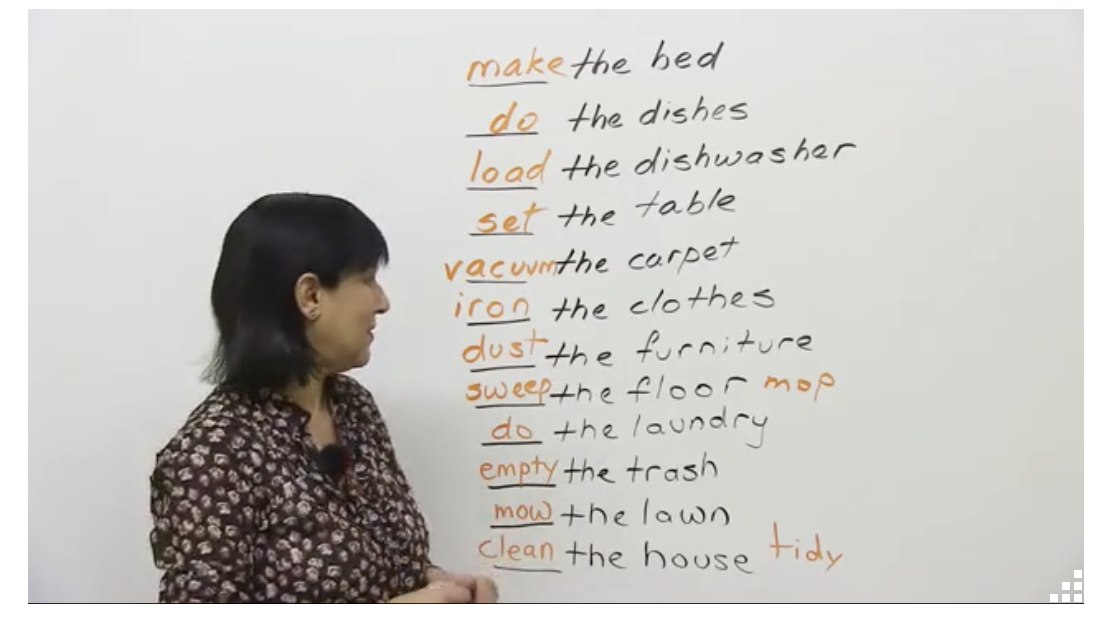 make the bed
do the dishes
load the dishwasher
set the table
vacuum the carpet
iron the clothes
dust the furniture
sweep the floor mop
do the laundry
empty the trash
mow the lawn
clean the house tidy